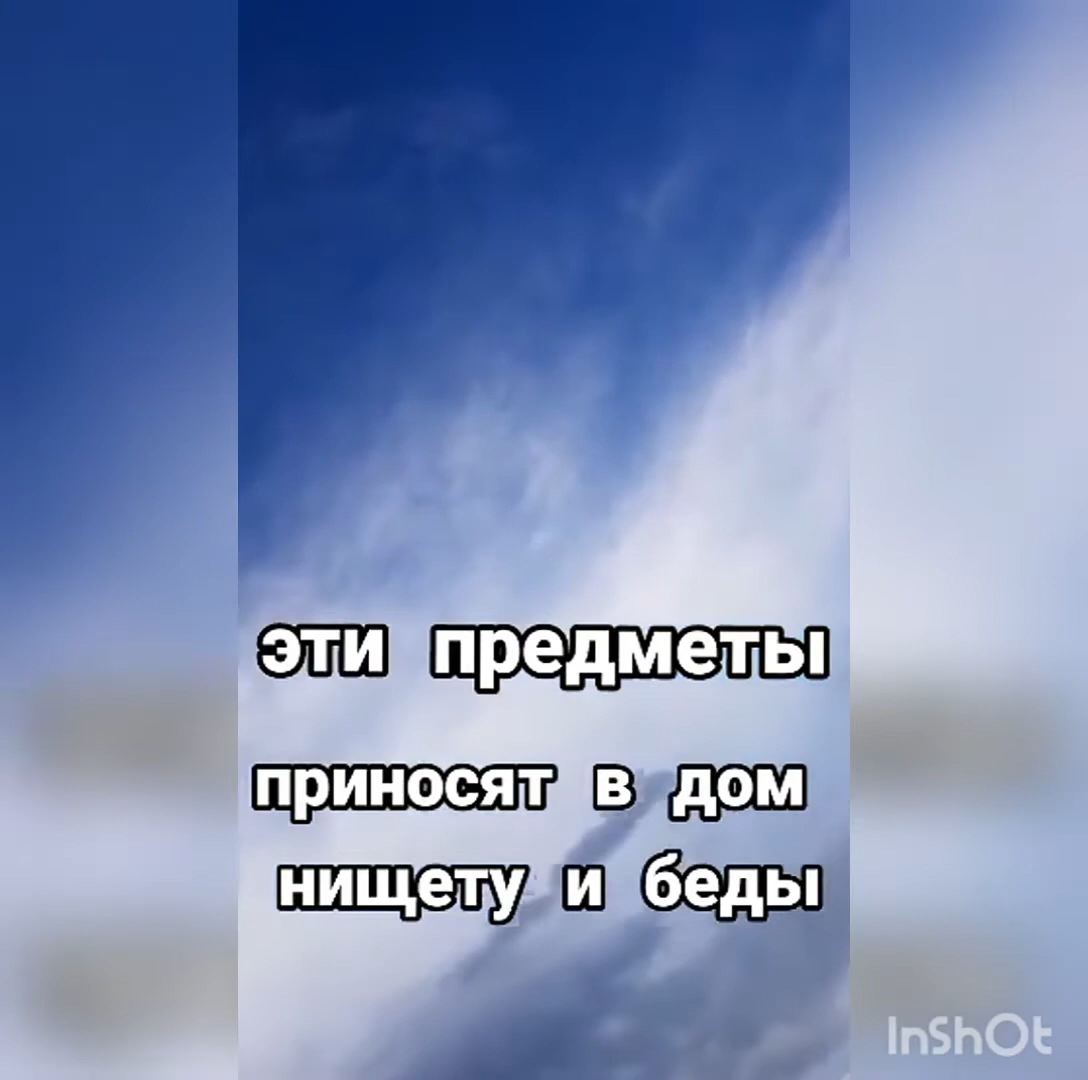 эти предметы
приносят в дом
нищету и беды
InShOt